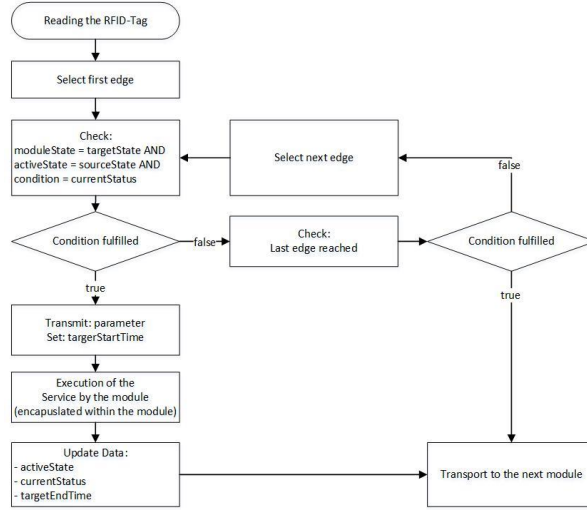 Reading the RFID-Tag
Select first edge
Check:
moduleState = targetState AND
activeState = sourceState AND
condition = currentStatus
Select next edge
false
Condition fulfilled
false
Check:
Last edge reached
Condition fulfilled
true
true
Transmit: parameter
Set: targerStartTime
Execution of the
Service by the module
(encapuslated within the module)
Update Data:
- activeState
- currentStatus
- targetEndTime
Transport to the next module